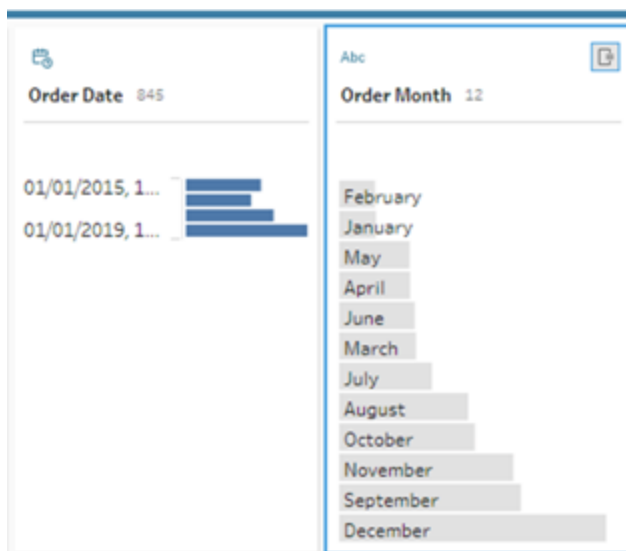 Order Date 845
01/01/2015, 1...
01/01/2019, 1...
Abc
Order Month 12
February
January
May
April
June
March
July
August
October
November
September
December